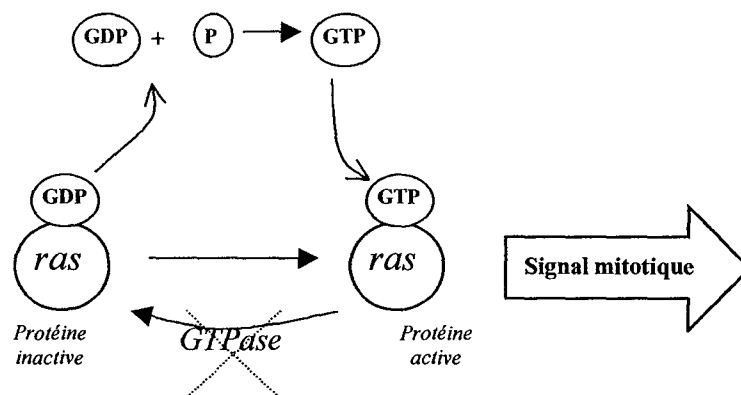 GDP + P GTP
GDP GTP
ras ras
Signal mitotique
Protéine
inactive
GTPase
Protéine
active